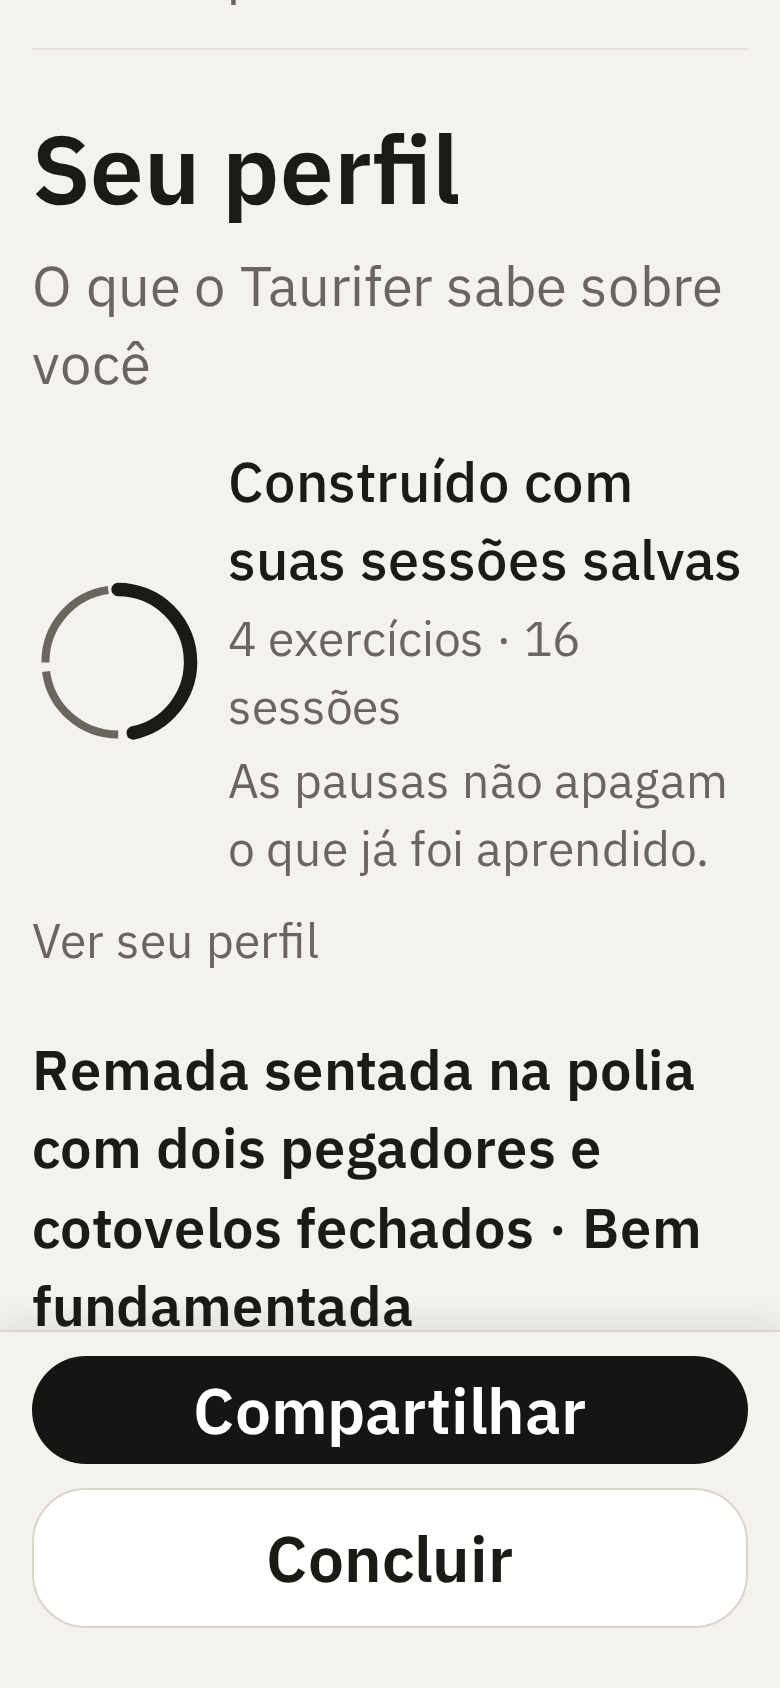 Seu perfil
O que o Taurifer sabe sobre
você
Construído com
suas sessões salvas
4 exercícios · 16
sessões
As pausas não apagam
o que já foi aprendido.
Ver seu perfil
Remada sentada na polia
com dois pegadores e
cotovelos fechados · Bem
fundamentada
Compartilhar
Concluir